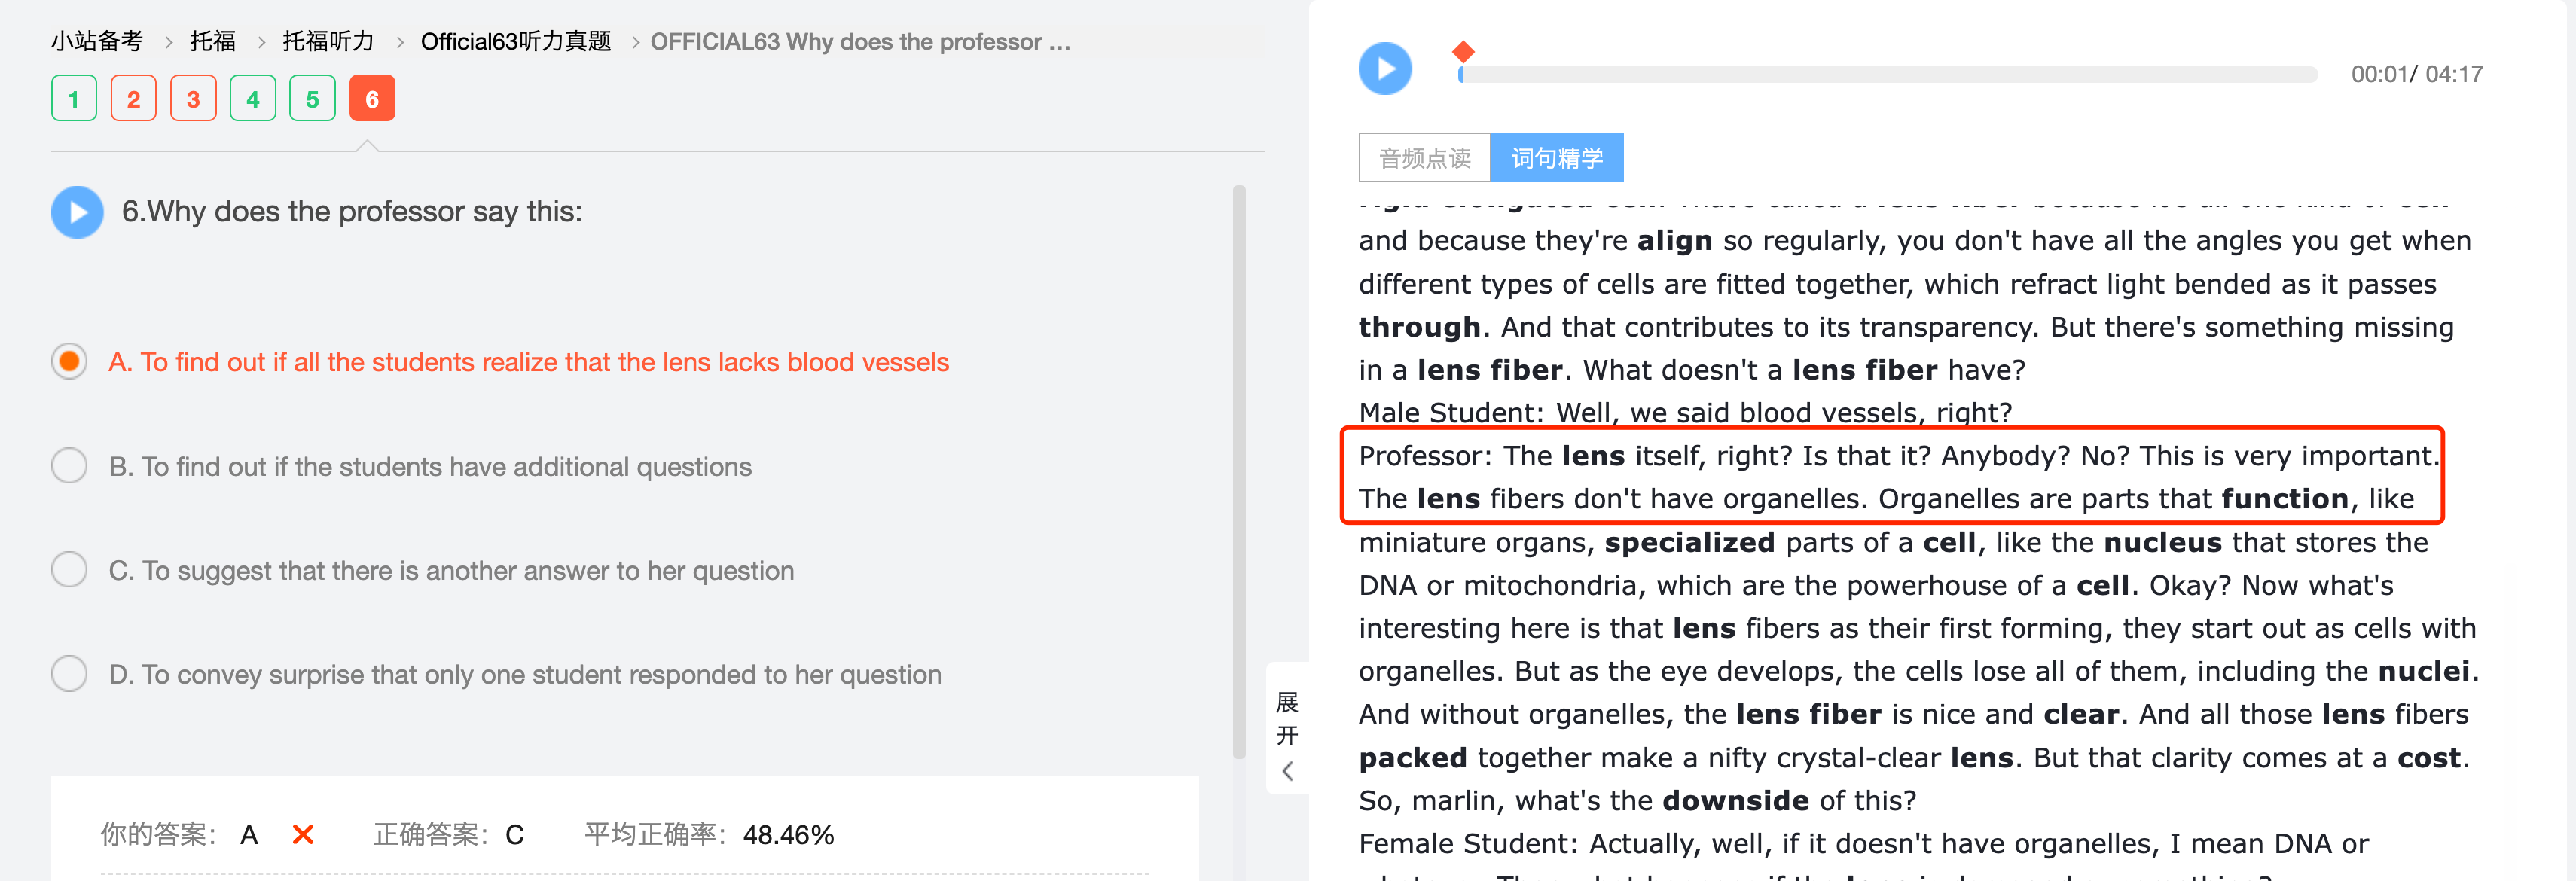 小站备考 > 托福 > 托福听力 > Official63听力真题 > OFFICIAL63 Why does the professor ...
1 2 3 4 5 6
6.Why does the professor say this:
A. To find out if all the students realize that the lens lacks blood vessels
B. To find out if the students have additional questions
C. To suggest that there is another answer to her question
D. To convey surprise that only one student responded to her question
你的答案： A 正确答案： C 平均正确率： 48.46%
展
开
00:01/ 04:17
音频点读 词句精学
and because they're align so regularly, you don't have all the angles you get when
different types of cells are fitted together, which refract light bended as it passes
through. And that contributes to its transparency. But there's something missing
in a lens fiber. What doesn't a lens fiber have?
Male Student: Well, we said blood vessels, right?
Professor: The lens itself, right? Is that it? Anybody? No? This is very important.
The lens fibers don't have organelles. Organelles are parts that function, like
miniature organs, specialized parts of a cell, like the nucleus that stores the
DNA or mitochondria, which are the powerhouse of a cell. Okay? Now what's
interesting here is that lens fibers as their first forming, they start out as cells with
organelles. But as the eye develops, the cells lose all of them, including the nuclei.
And without organelles, the lens fiber is nice and clear. And all those lens fibers
packed together make a nifty crystal-clear lens. But that clarity comes at a cost.
So, marlin, what's the downside of this?
Female Student: Actually, well, if it doesn't have organelles, I mean DNA or